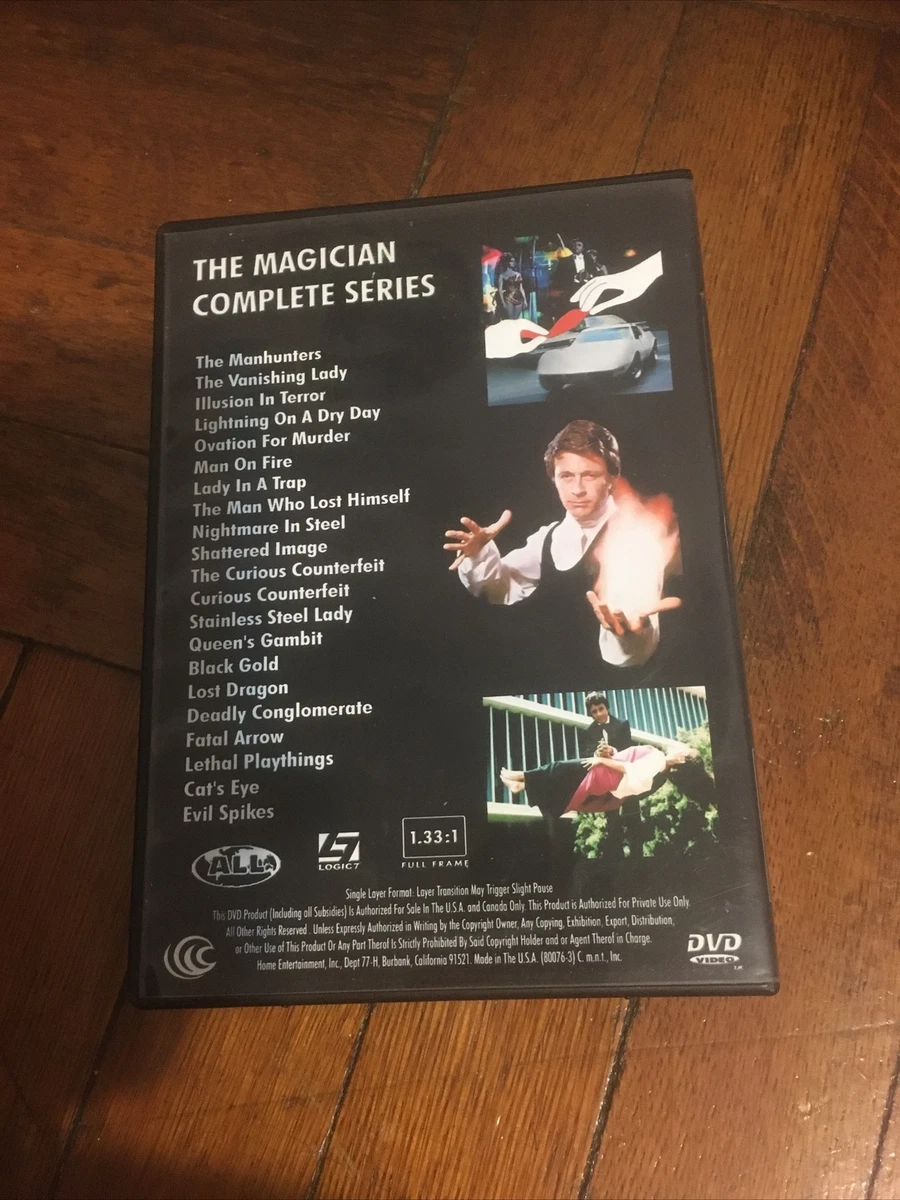 THE MAGICIAN
COMPLETE SERIES
The Manhunters
The Vanishing Lady
Illusion In Terror
Lightning On A Dry Day
Ovation For Murder
Man On Fire
Lady In A Trap
The Man Who Lost Himself
Nightmare In Steel
Shattered Image
The Curious Counterfeit
Curious Counterfeit
Stainless Steel Lady
Queen's Gambit
Black Gold
Lost Dragon
Deadly Conglomerate
Fatal Arrow
Lethal Playthings
Cat's Eye
Evil Spikes
ALL
LOGIC7
1.33:1
FULL FRAME
Single Layer Format: Layer Transition May Trigger Slight Pause
This DVD Product (Including all Subsidies) Is Authorized For Sale In The U.S.A. and Canada Only. This Product is Authorized For Private Use Only.
All Other Rights Reserved. Unless Expressly Authorized in Writing by the Copyright Owner, Any Copying, Exhibition, Export, Distribution,
or Other Use of This Product Or Any Part Therof Is Strictly Prohibited By Said Copyright Holder and or Agent Therof in Charge.
Home Entertainment, Inc., Dept 77-H, Burbank, California 91521. Made in The U.S.A. (80076-3) C. m.n.t., Inc.
DVD
VIDEO